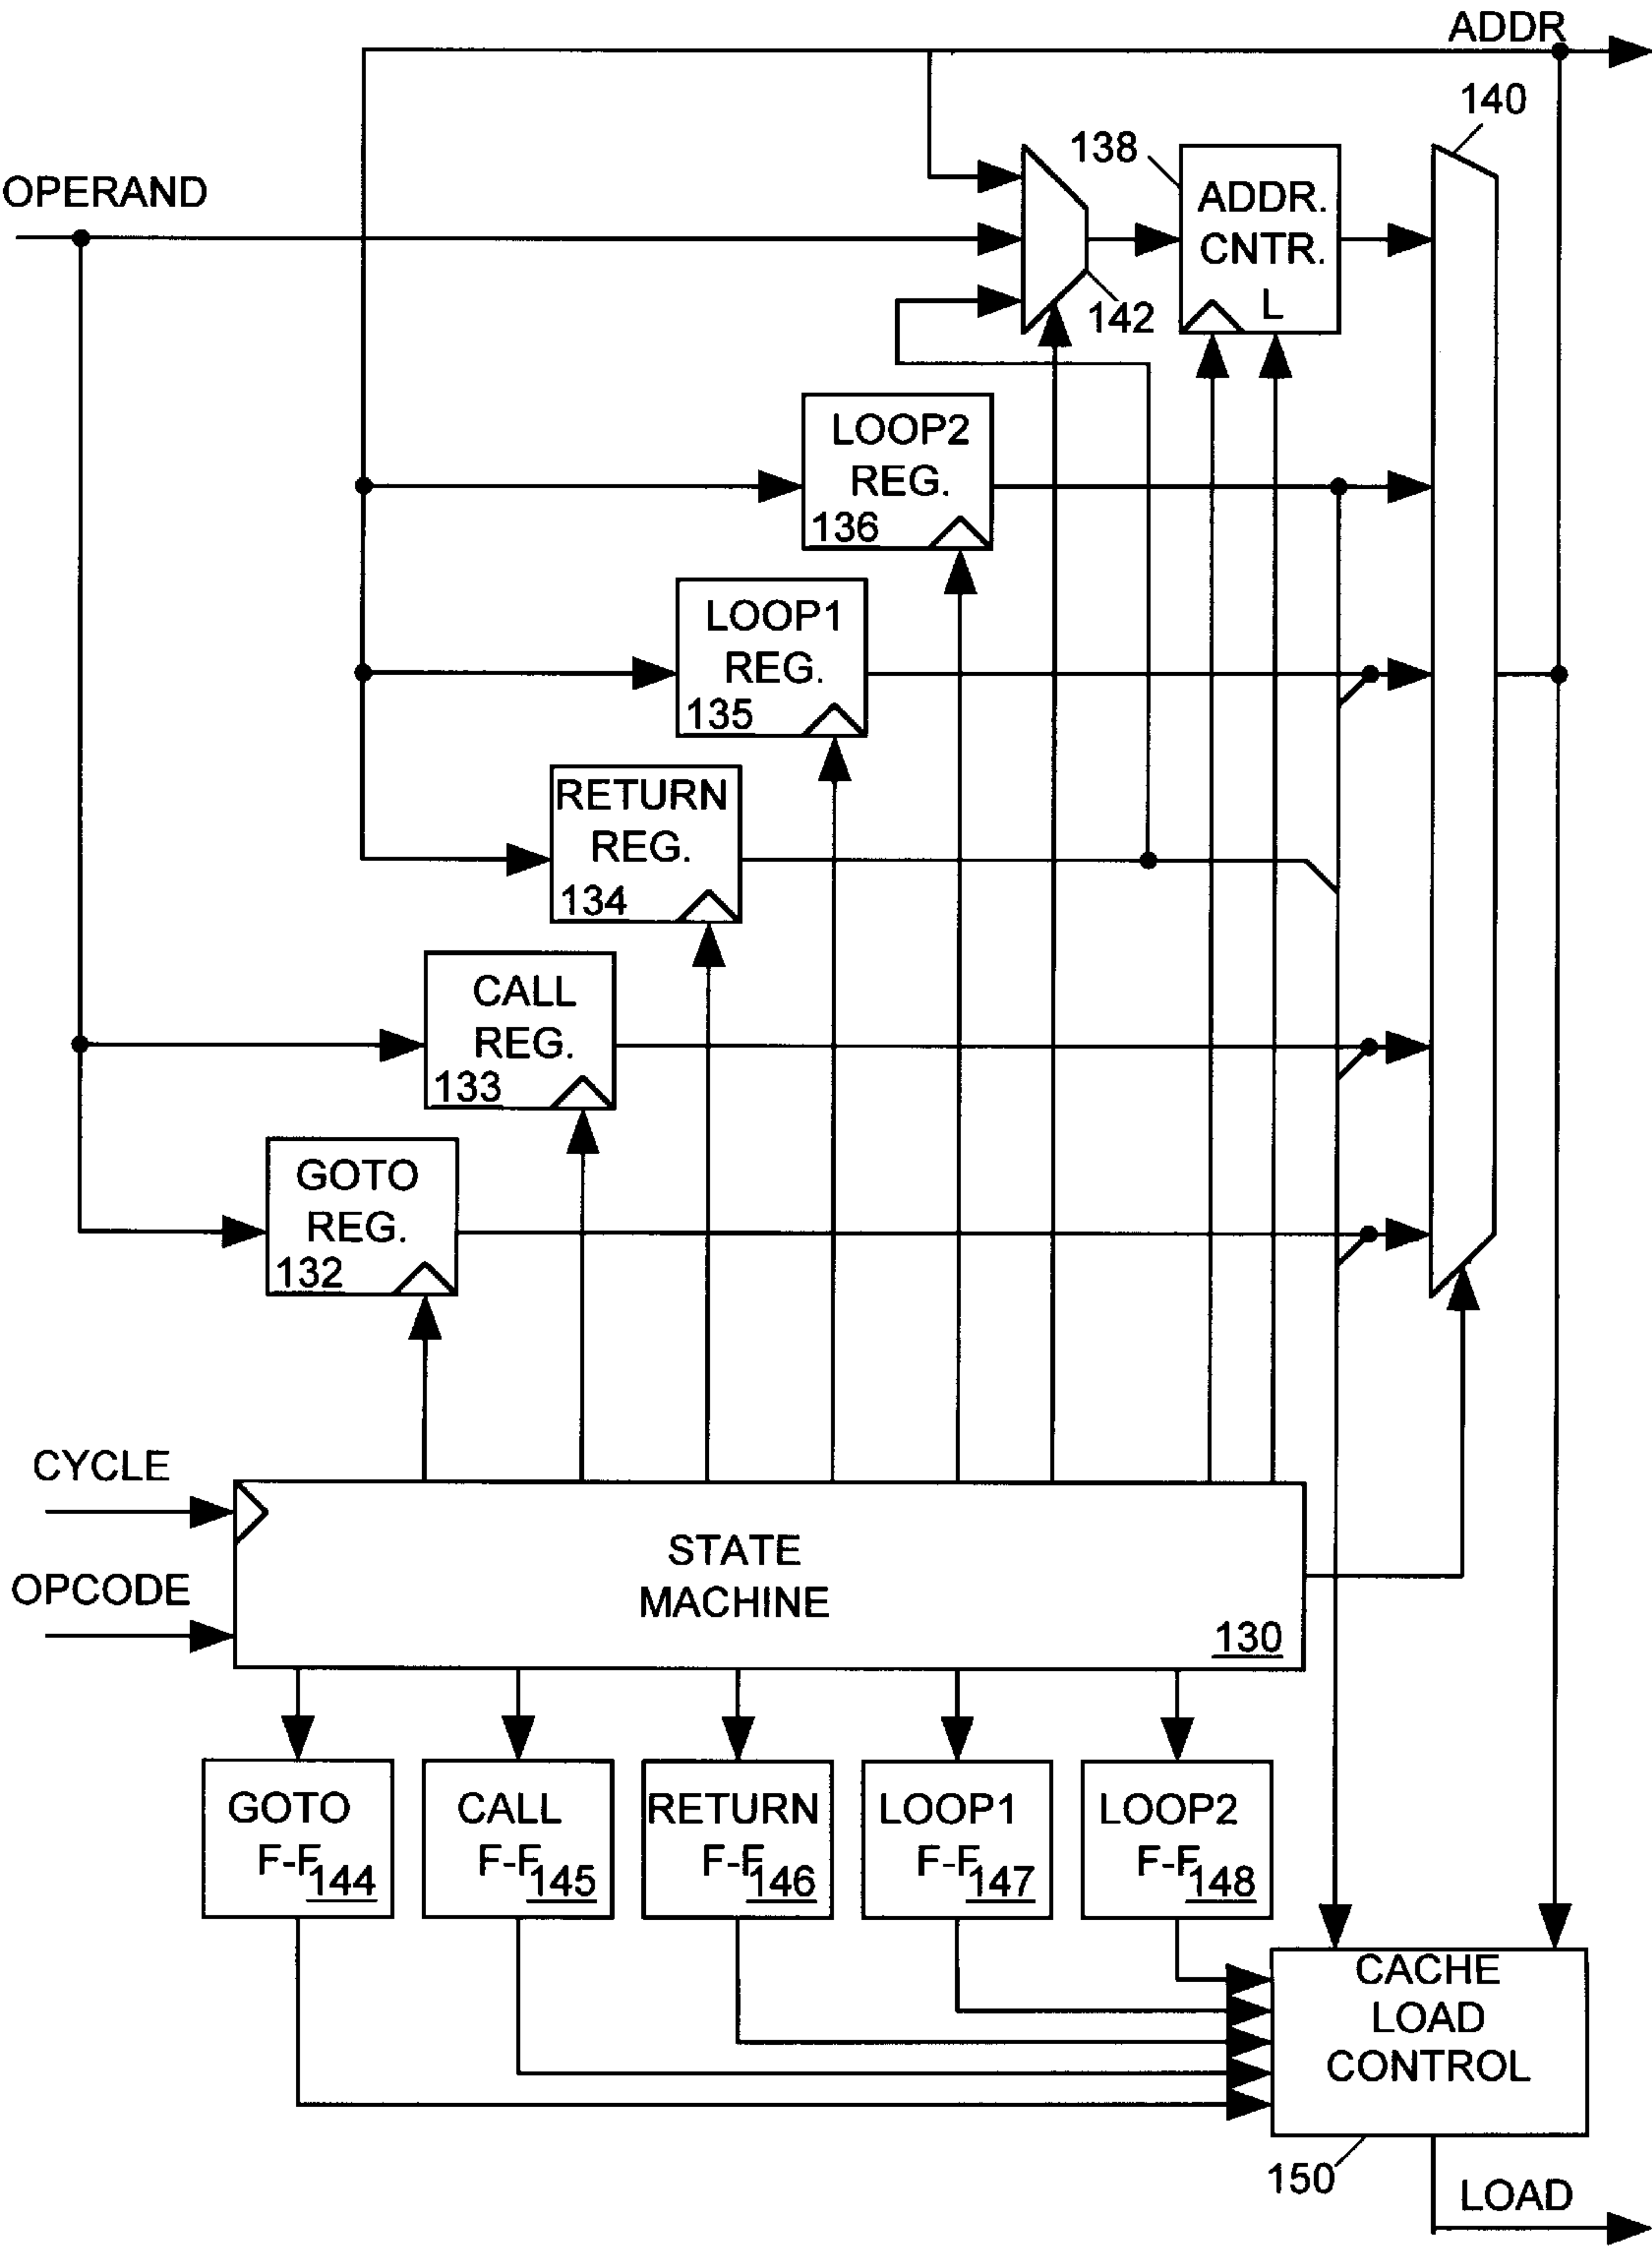 ADDR
140
138
OPERAND
ADDR.
CNTR.
L
142
LOOP2
REG.
136
LOOP1
REG.
135
RETURN
REG.
134
CALL
REG.
133
GOTO
REG.
132
CYCLE
STATE
MACHINE
OPCODE
130
GOTO
F-F
144
CALL
F-F
145
RETURN
F-F
146
LOOP1
F-F
147
LOOP2
F-F
148
CACHE
LOAD
CONTROL
150
LOAD